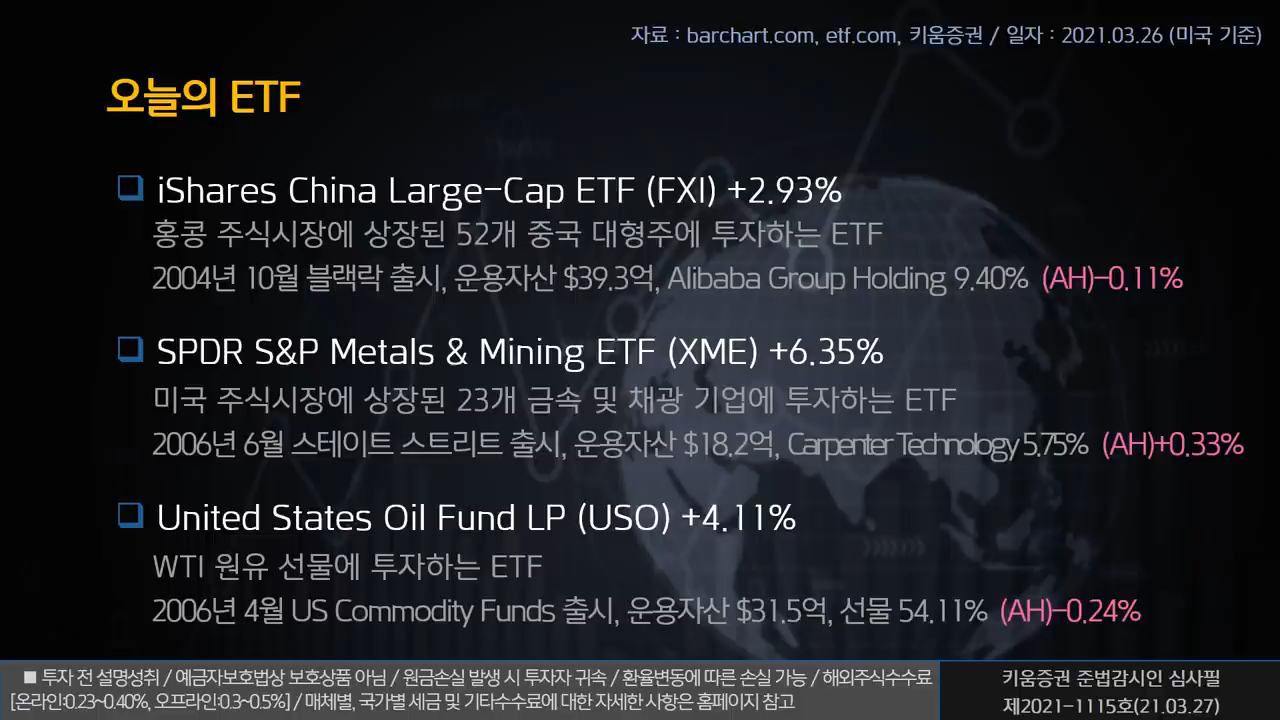 자료 : barchart.com, etf.com, 키움증권 / 일자 : 2021.03.26 (미국 기준)
오늘의 ETF
❑ iShares China Large-Cap ETF (FXI) +2.93%
홍콩 주식시장에 상장된 52개 중국 대형주에 투자하는 ETF
2004년 10월 블랙락 출시, 운용자산 $39.3억, Alibaba Group Holding 9.40% (AH)-0.11%
❑ SPDR S&P Metals & Mining ETF (XME) +6.35%
미국 주식시장에 상장된 23개 금속 및 채광 기업에 투자하는 ETF
2006년 6월 스테이트 스트리트 출시, 운용자산 $18.2억, Carpenter Technology 5.75% (AH)+0.33%
❑ United States Oil Fund LP (USO) +4.11%
WTI 원유 선물에 투자하는 ETF
2006년 4월 US Commodity Funds 출시, 운용자산 $31.5억, 선물 54.11% (AH)-0.24%
■ 투자 전 설명성취 / 예금자보호법상 보호상품 아님 / 원금손실 발생 시 투자자 귀속 / 환율변동에 따른 손실 가능 / 해외주식수수료
[온라인:0.23~0.40%, 오프라인:0.3~0.5%] / 매체별, 국가별 세금 및 기타수수료에 대한 자세한 사항은 홈페이지 참고
키움증권 준법감시인 심사필
제2021-1115호(21.03.27)